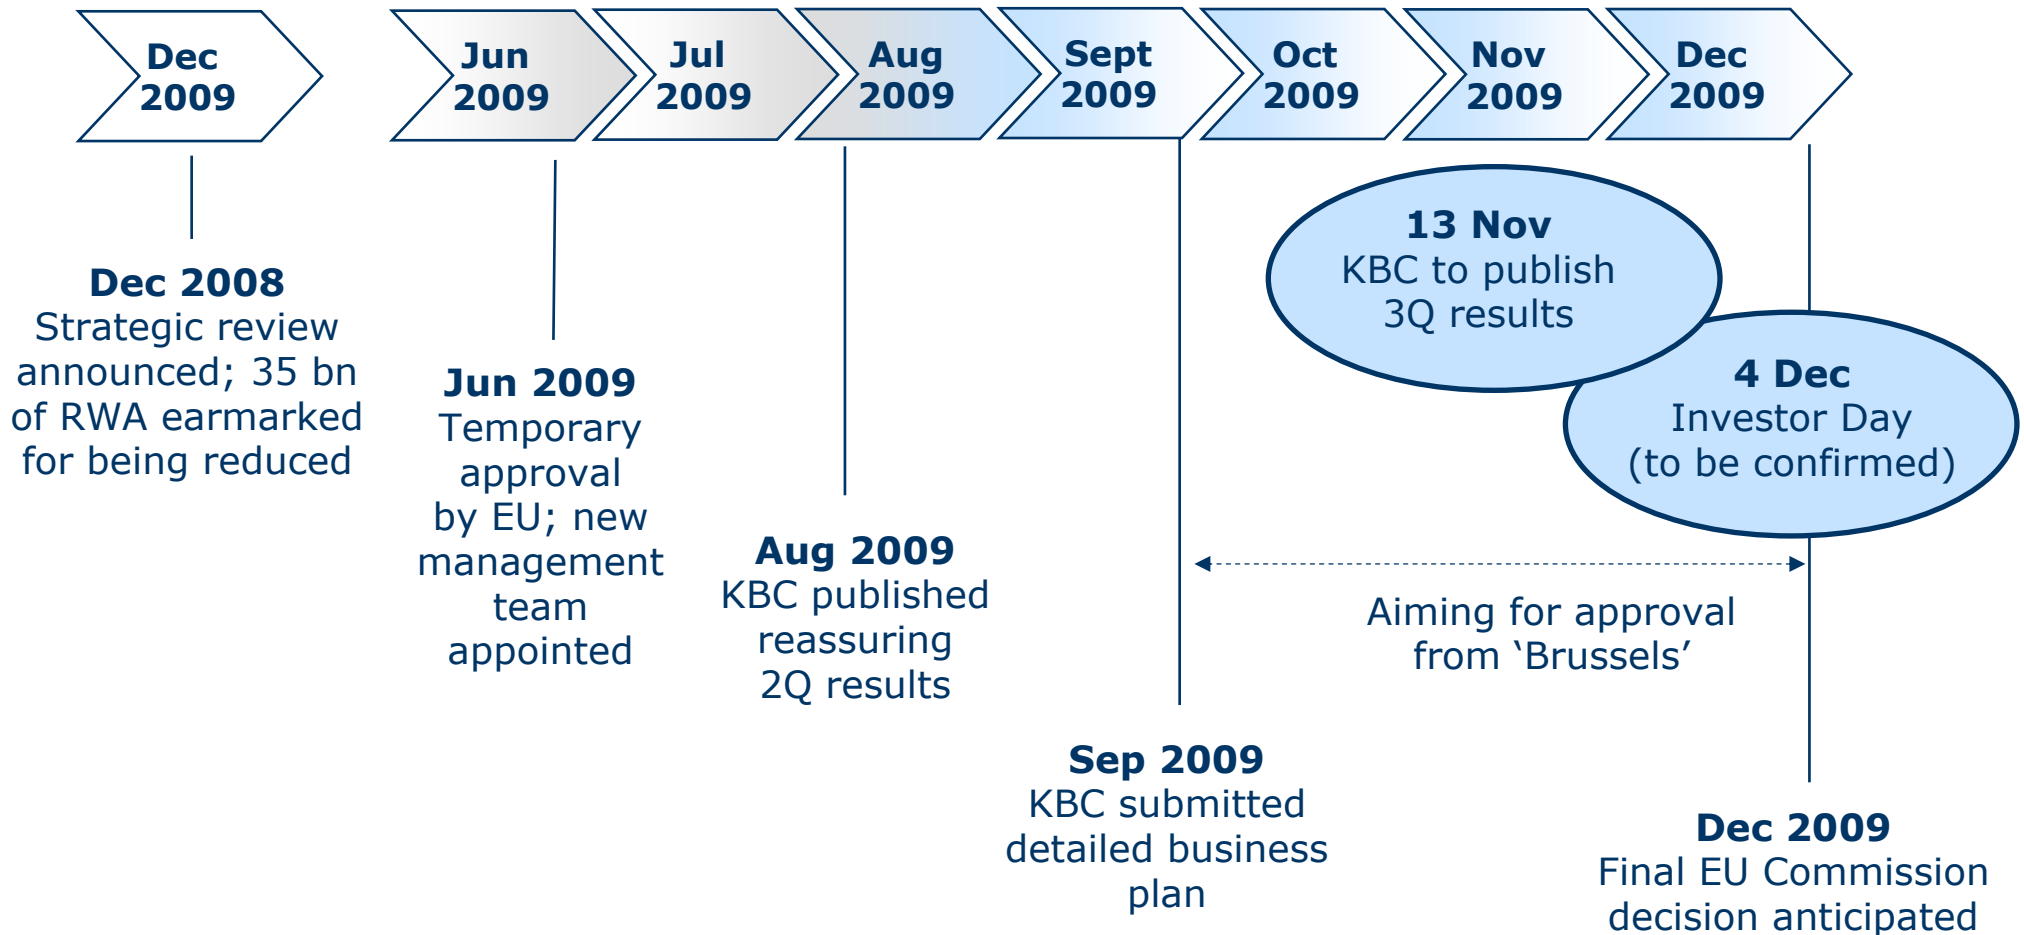 Dec
2009
Jun
2009
Jul
2009
Aug
2009
Sept
2009
Oct
2009
Nov
2009
Dec
2009
Dec 2008
Strategic review
announced; 35 bn
of RWA earmarked
for being reduced
Jun 2009
Temporary
approval
by EU; new
management
team
appointed
Aug 2009
KBC published
reassuring
2Q results
Sep 2009
KBC submitted
detailed business
plan
13 Nov
KBC to publish
3Q results
4 Dec
Investor Day
(to be confirmed)
Aiming for approval
from ‘Brussels’
Dec 2009
Final EU Commission
decision anticipated